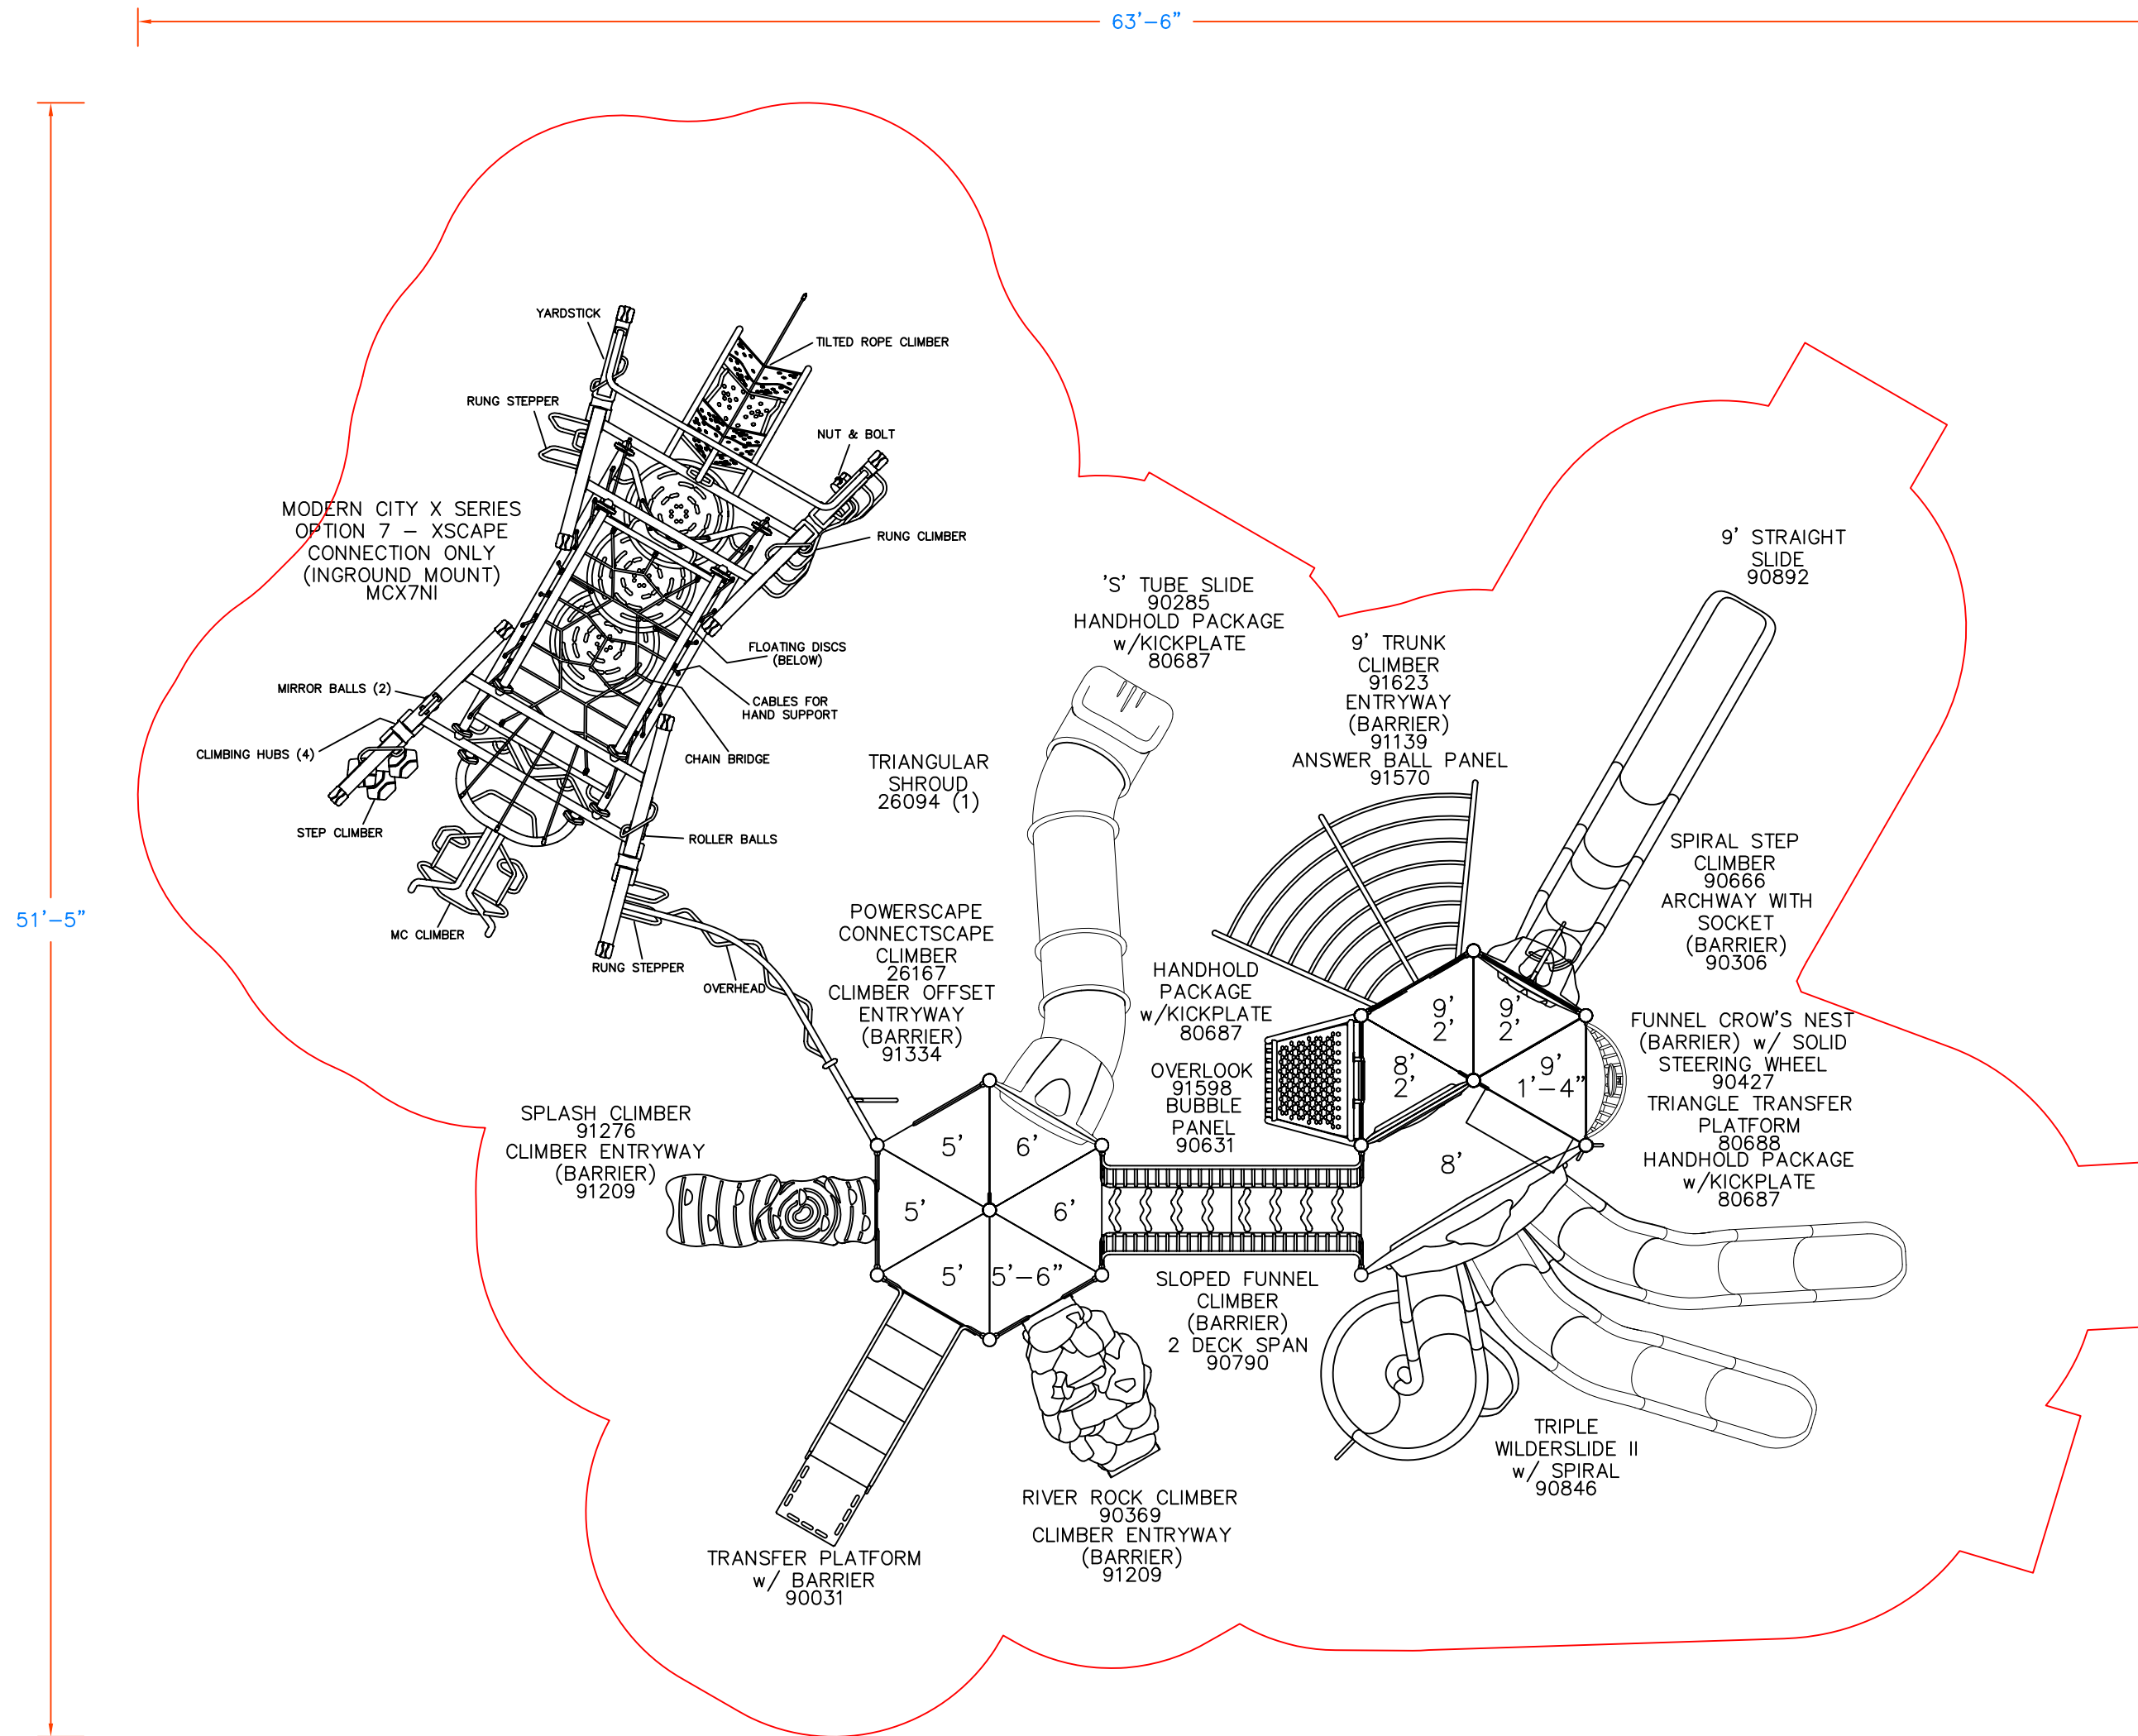 63'-6"
51'-5"
YARDSTICK
TILTED ROPE CLIMBER
RUNG STEPPER
NUT & BOLT
RUNG CLIMBER
MODERN CITY X SERIES
OPTION 7 – XSCAPE
CONNECTION ONLY
(INGROUND MOUNT)
MCX7NI
FLOATING DISCS
(BELOW)
MIRROR BALLS (2)
CABLES FOR
HAND SUPPORT
CLIMBING HUBS (4)
CHAIN BRIDGE
STEP CLIMBER
ROLLER BALLS
MC CLIMBER
RUNG STEPPER
OVERHEAD
'S' TUBE SLIDE
90285
HANDHOLD PACKAGE
w/KICKPLATE
80687
9' STRAIGHT
SLIDE
90892
9' TRUNK
CLIMBER
91623
ENTRYWAY
(BARRIER)
91139
ANSWER BALL PANEL
91570
TRIANGULAR
SHROUD
26094 (1)
SPIRAL STEP
CLIMBER
90666
ARCHWAY WITH
SOCKET
(BARRIER)
90306
POWERSCAPE
CONNECTSCAPE
CLIMBER
26167
CLIMBER OFFSET
ENTRYWAY
(BARRIER)
91334
HANDHOLD
PACKAGE
w/KICKPLATE
80687
OVERLOOK
91598
BUBBLE
PANEL
90631
9'
2'
9'
2'
8'
2'
9'
1'-4"
8'
FUNNEL CROW'S NEST
(BARRIER) w/ SOLID
STEERING WHEEL
90427
TRIANGLE TRANSFER
PLATFORM
80688
HANDHOLD PACKAGE
w/KICKPLATE
80687
SPLASH CLIMBER
91276
CLIMBER ENTRYWAY
(BARRIER)
91209
5'
6'
5'
6'
5'
5'-6"
SLOPED FUNNEL
CLIMBER
(BARRIER)
2 DECK SPAN
90790
TRIPLE
WILDERSLIDE II
w/ SPIRAL
90846
RIVER ROCK CLIMBER
90369
CLIMBER ENTRYWAY
(BARRIER)
91209
TRANSFER PLATFORM
w/ BARRIER
90031